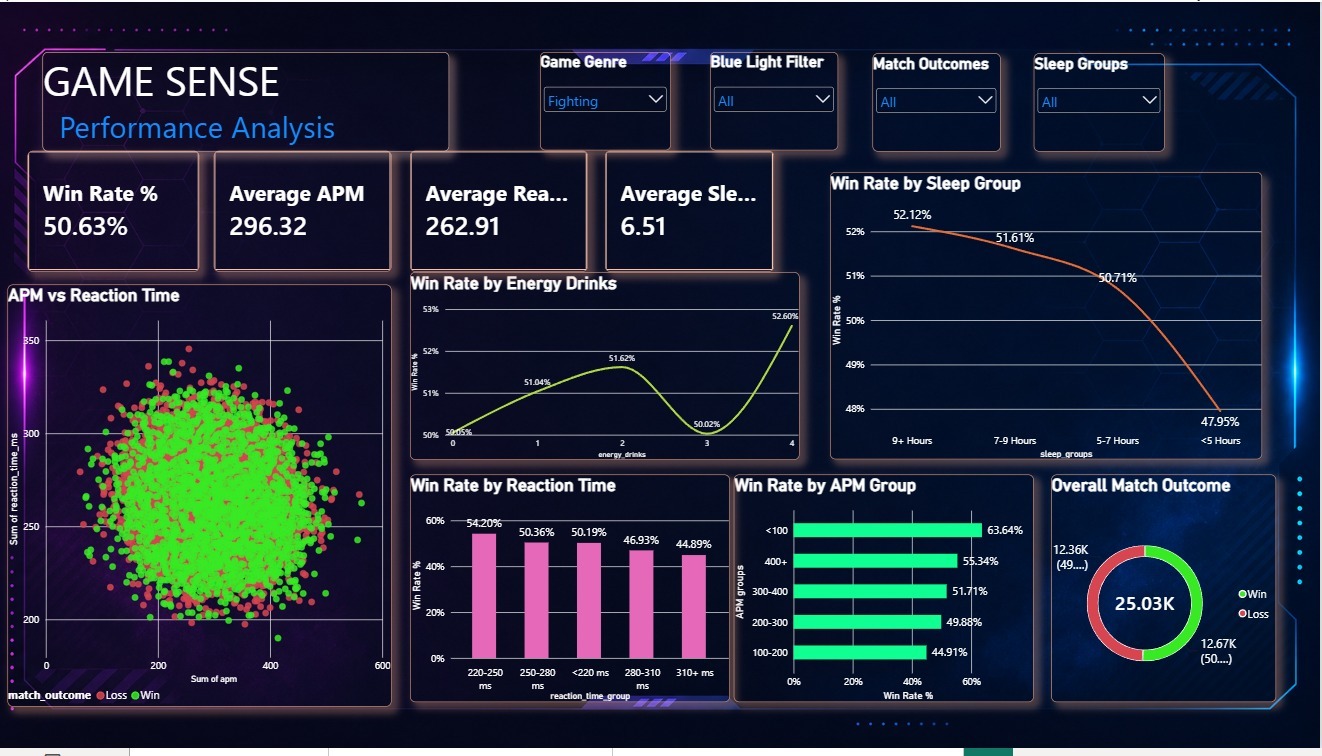 GAME SENSE
Performance Analysis
Game Genre
Fighting
Blue Light Filter
All
Match Outcomes
All
Sleep Groups
All
Win Rate %
50.63%
Average APM
296.32
Average Rea...
262.91
Average Sle...
6.51
APM vs Reaction Time
Sum of reaction_time_ms
350
300
250
200
0
200
400
600
Sum of apm
match_outcome
Loss
Win
Win Rate by Energy Drinks
Win Rate %
53%
52%
51%
50%
50.05%
51.04%
51.62%
50.02%
52.60%
0
1
2
3
4
energy_drinks
Win Rate by Sleep Group
Win Rate %
52%
51%
50%
49%
48%
52.12%
51.61%
50.71%
47.95%
9+ Hours
7-9 Hours
5-7 Hours
<5 Hours
sleep_groups
Win Rate by Reaction Time
Win Rate %
60%
40%
20%
0%
54.20%
50.36%
50.19%
46.93%
44.89%
220-250
ms
250-280
ms
<220 ms
280-310
ms
310+ ms
reaction_time_group
Win Rate by APM Group
APM groups
<100
63.64%
400+
55.34%
300-400
51.71%
200-300
49.88%
100-200
44.91%
0%
20%
40%
60%
Win Rate %
Overall Match Outcome
12.36K
(49....)
25.03K
12.67K
(50....)
Win
Loss